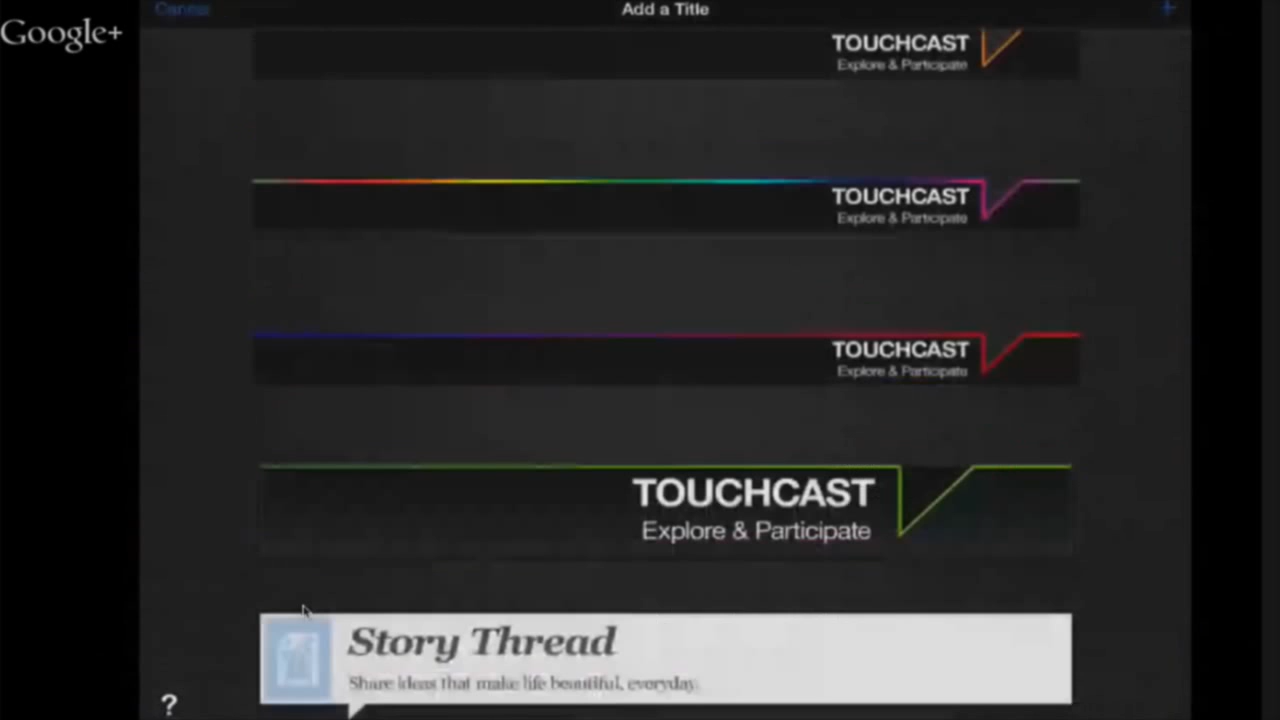 Cancel
Add a Title
+
Google+
TOUCHCAST
Explore & Participate
TOUCHCAST
Explore & Participate
TOUCHCAST
Explore & Participate
TOUCHCAST
Explore & Participate
Story Thread
Share ideas that make life beautiful, everyday.
?